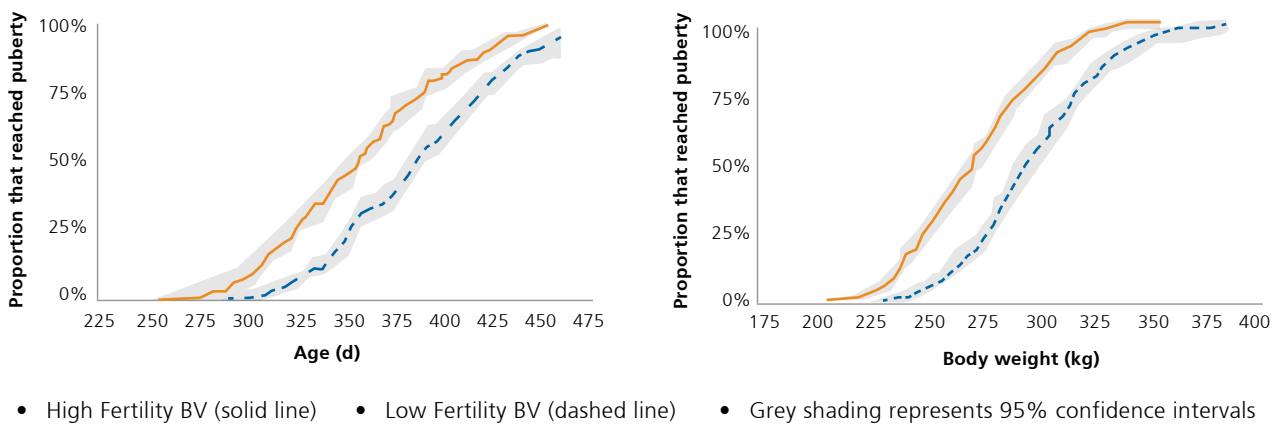 Proportion that reached puberty
100%
75%
50%
25%
0%
225 250 275 300 325 350 375 400 425 450 475
Age (d)
Proportion that reached puberty
100%
75%
50%
25%
0%
175 200 225 250 275 300 325 350 375 400
Body weight (kg)
• High Fertility BV (solid line) • Low Fertility BV (dashed line) • Grey shading represents 95% confidence intervals